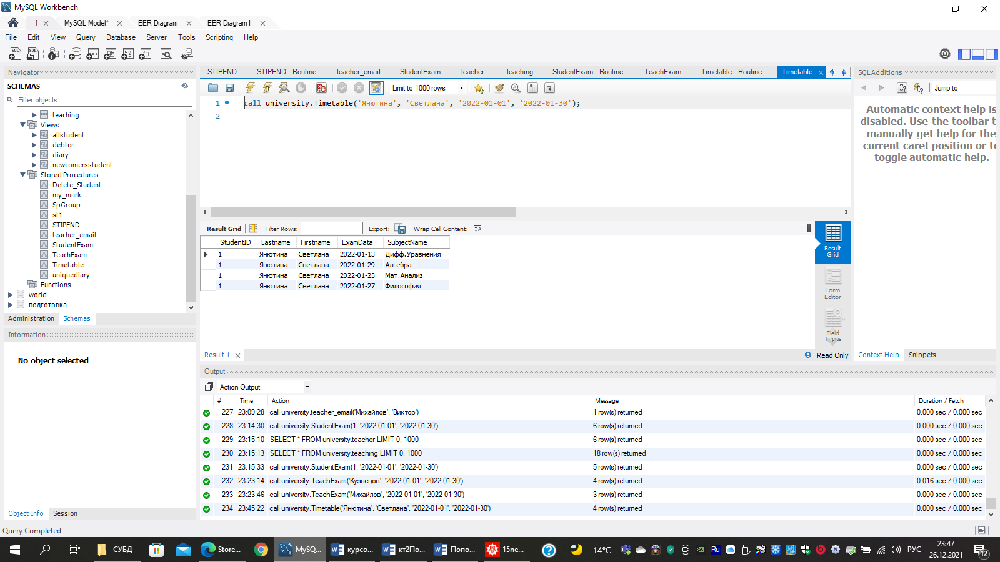 MySQL Workbench
1 MySQL Model* EER Diagram EER Diagram1
File Edit View Query Database Server Tools Scripting Help
Navigator
SCHEMAS
Filter objects
teaching
Views
allstudent
debtor
diary
newcomersstudent
Stored Procedures
Delete_Student
my_mark
SpGroup
st1
STIPEND
teacher_email
StudentExam
TeachExam
Timetable
uniquediary
Functions
world
подготовка
Administration Schemas
Information
No object selected
Object Info Session
STIPEND STIPEND - Routine teacher_email StudentExam teacher teaching StudentExam - Routine TeachExam Timetable - Routine Timetable
Limit to 1000 rows
1 call university.Timetable('Янютина', 'Светлана', '2022-01-01', '2022-01-30');
2
Result Grid Filter Rows: Export: Wrap Cell Content:
StudentID Lastname Firstname ExamData SubjectName
1 Янютина Светлана 2022-01-13 Дифф.Уравнения
1 Янютина Светлана 2022-01-29 Алгебра
1 Янютина Светлана 2022-01-23 Мат.Анализ
1 Янютина Светлана 2022-01-27 Философия
Result Grid
Form Editor
Field Types
Result 1
Read Only
SQLAdditions
Jump to
Automatic context help is
disabled. Use the toolbar t
manually get help for the
current caret position or to
toggle automatic help.
Context Help Snippets
Output
Action Output
# Time Action Message Duration / Fetch
227 23:09:28 call university.teacher_email('Михайлов', 'Виктор') 1 row(s) returned 0.000 sec / 0.000 sec
228 23:14:30 call university.StudentExam(1, '2022-01-01', '2022-01-30') 6 row(s) returned 0.000 sec / 0.000 sec
229 23:15:10 SELECT * FROM university.teacher LIMIT 0, 1000 6 row(s) returned 0.000 sec / 0.000 sec
230 23:15:13 SELECT * FROM university.teaching LIMIT 0, 1000 18 row(s) returned 0.000 sec / 0.000 sec
231 23:15:33 call university.StudentExam(1, '2022-01-01', '2022-01-30') 5 row(s) returned 0.000 sec / 0.000 sec
232 23:23:14 call university.TeachExam('Кузнецов', '2022-01-01', '2022-01-30') 4 row(s) returned 0.016 sec / 0.000 sec
233 23:23:46 call university.TeachExam('Михайлов', '2022-01-01', '2022-01-30') 3 row(s) returned 0.000 sec / 0.000 sec
234 23:45:22 call university.Timetable('Янютина', 'Светлана', '2022-01-01', '2022-01-30') 4 row(s) returned 0.000 sec / 0.000 sec
Query Completed
СУБД Store... MySQ... курсо... кт2По... Попо... 15ne... -14°C Ru РУС 23:47
26.12.2021 12